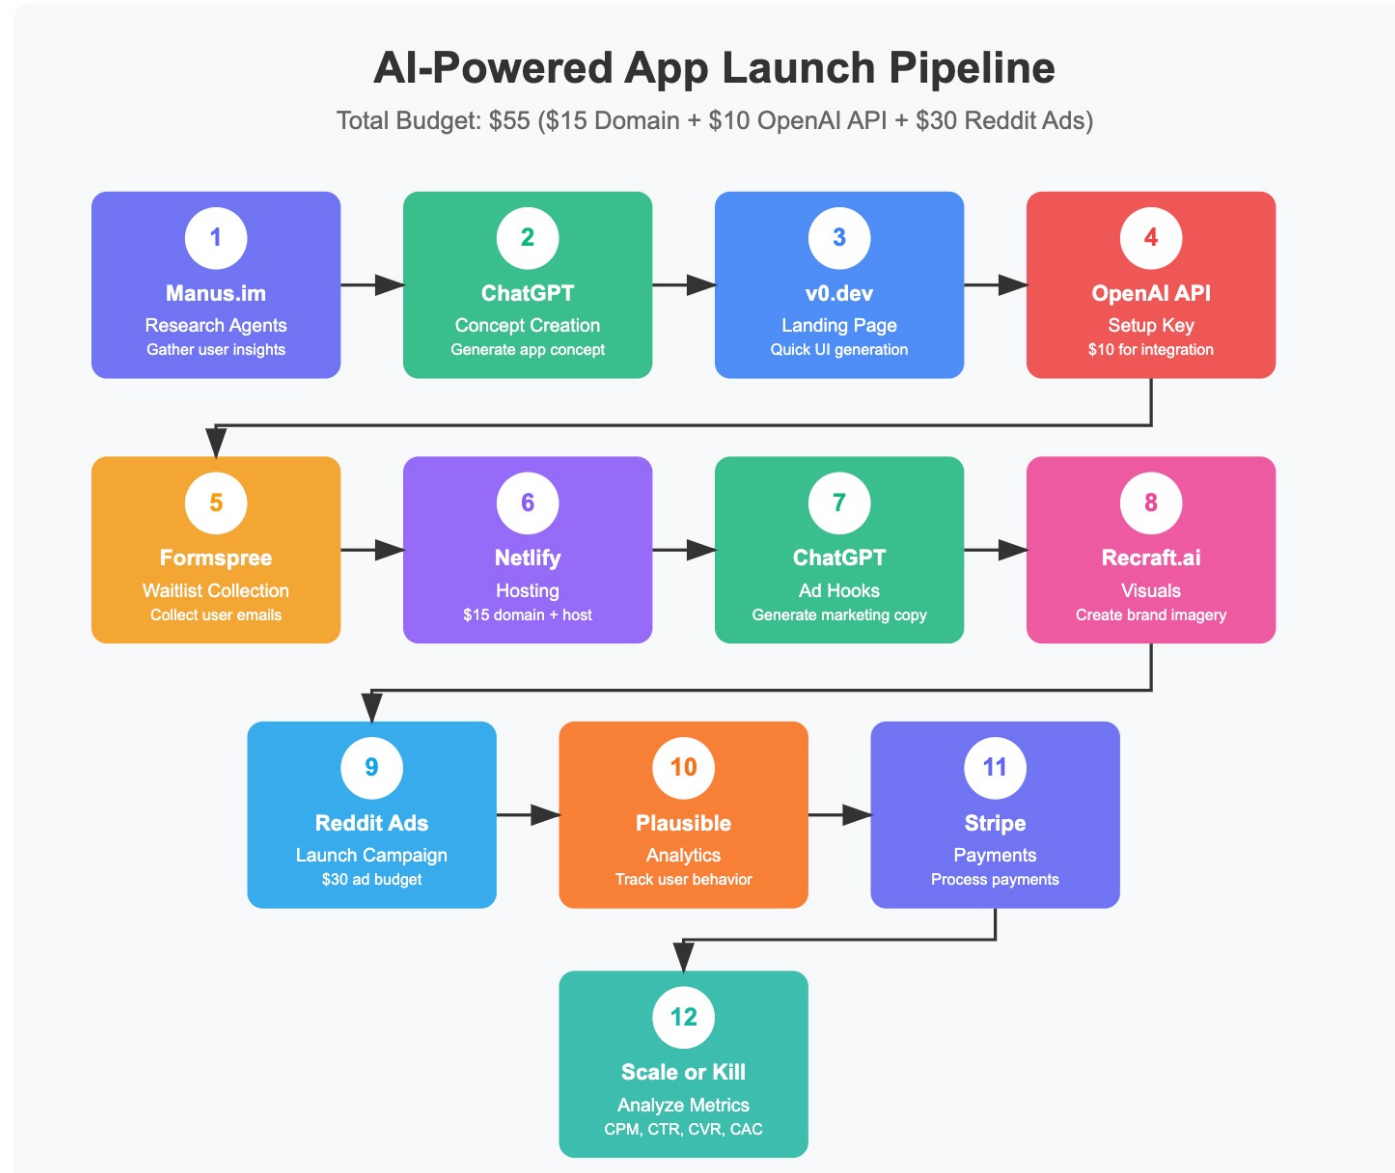 AI-Powered App Launch Pipeline
Total Budget: $55 ($15 Domain + $10 OpenAI API + $30 Reddit Ads)
1
Manus.im
Research Agents
Gather user insights
2
ChatGPT
Concept Creation
Generate app concept
3
v0.dev
Landing Page
Quick UI generation
4
OpenAI API
Setup Key
$10 for integration
5
Formspree
Waitlist Collection
Collect user emails
6
Netlify
Hosting
$15 domain + host
7
ChatGPT
Ad Hooks
Generate marketing copy
8
Recraft.ai
Visuals
Create brand imagery
9
Reddit Ads
Launch Campaign
$30 ad budget
10
Plausible
Analytics
Track user behavior
11
Stripe
Payments
Process payments
12
Scale or Kill
Analyze Metrics
CPM, CTR, CVR, CAC